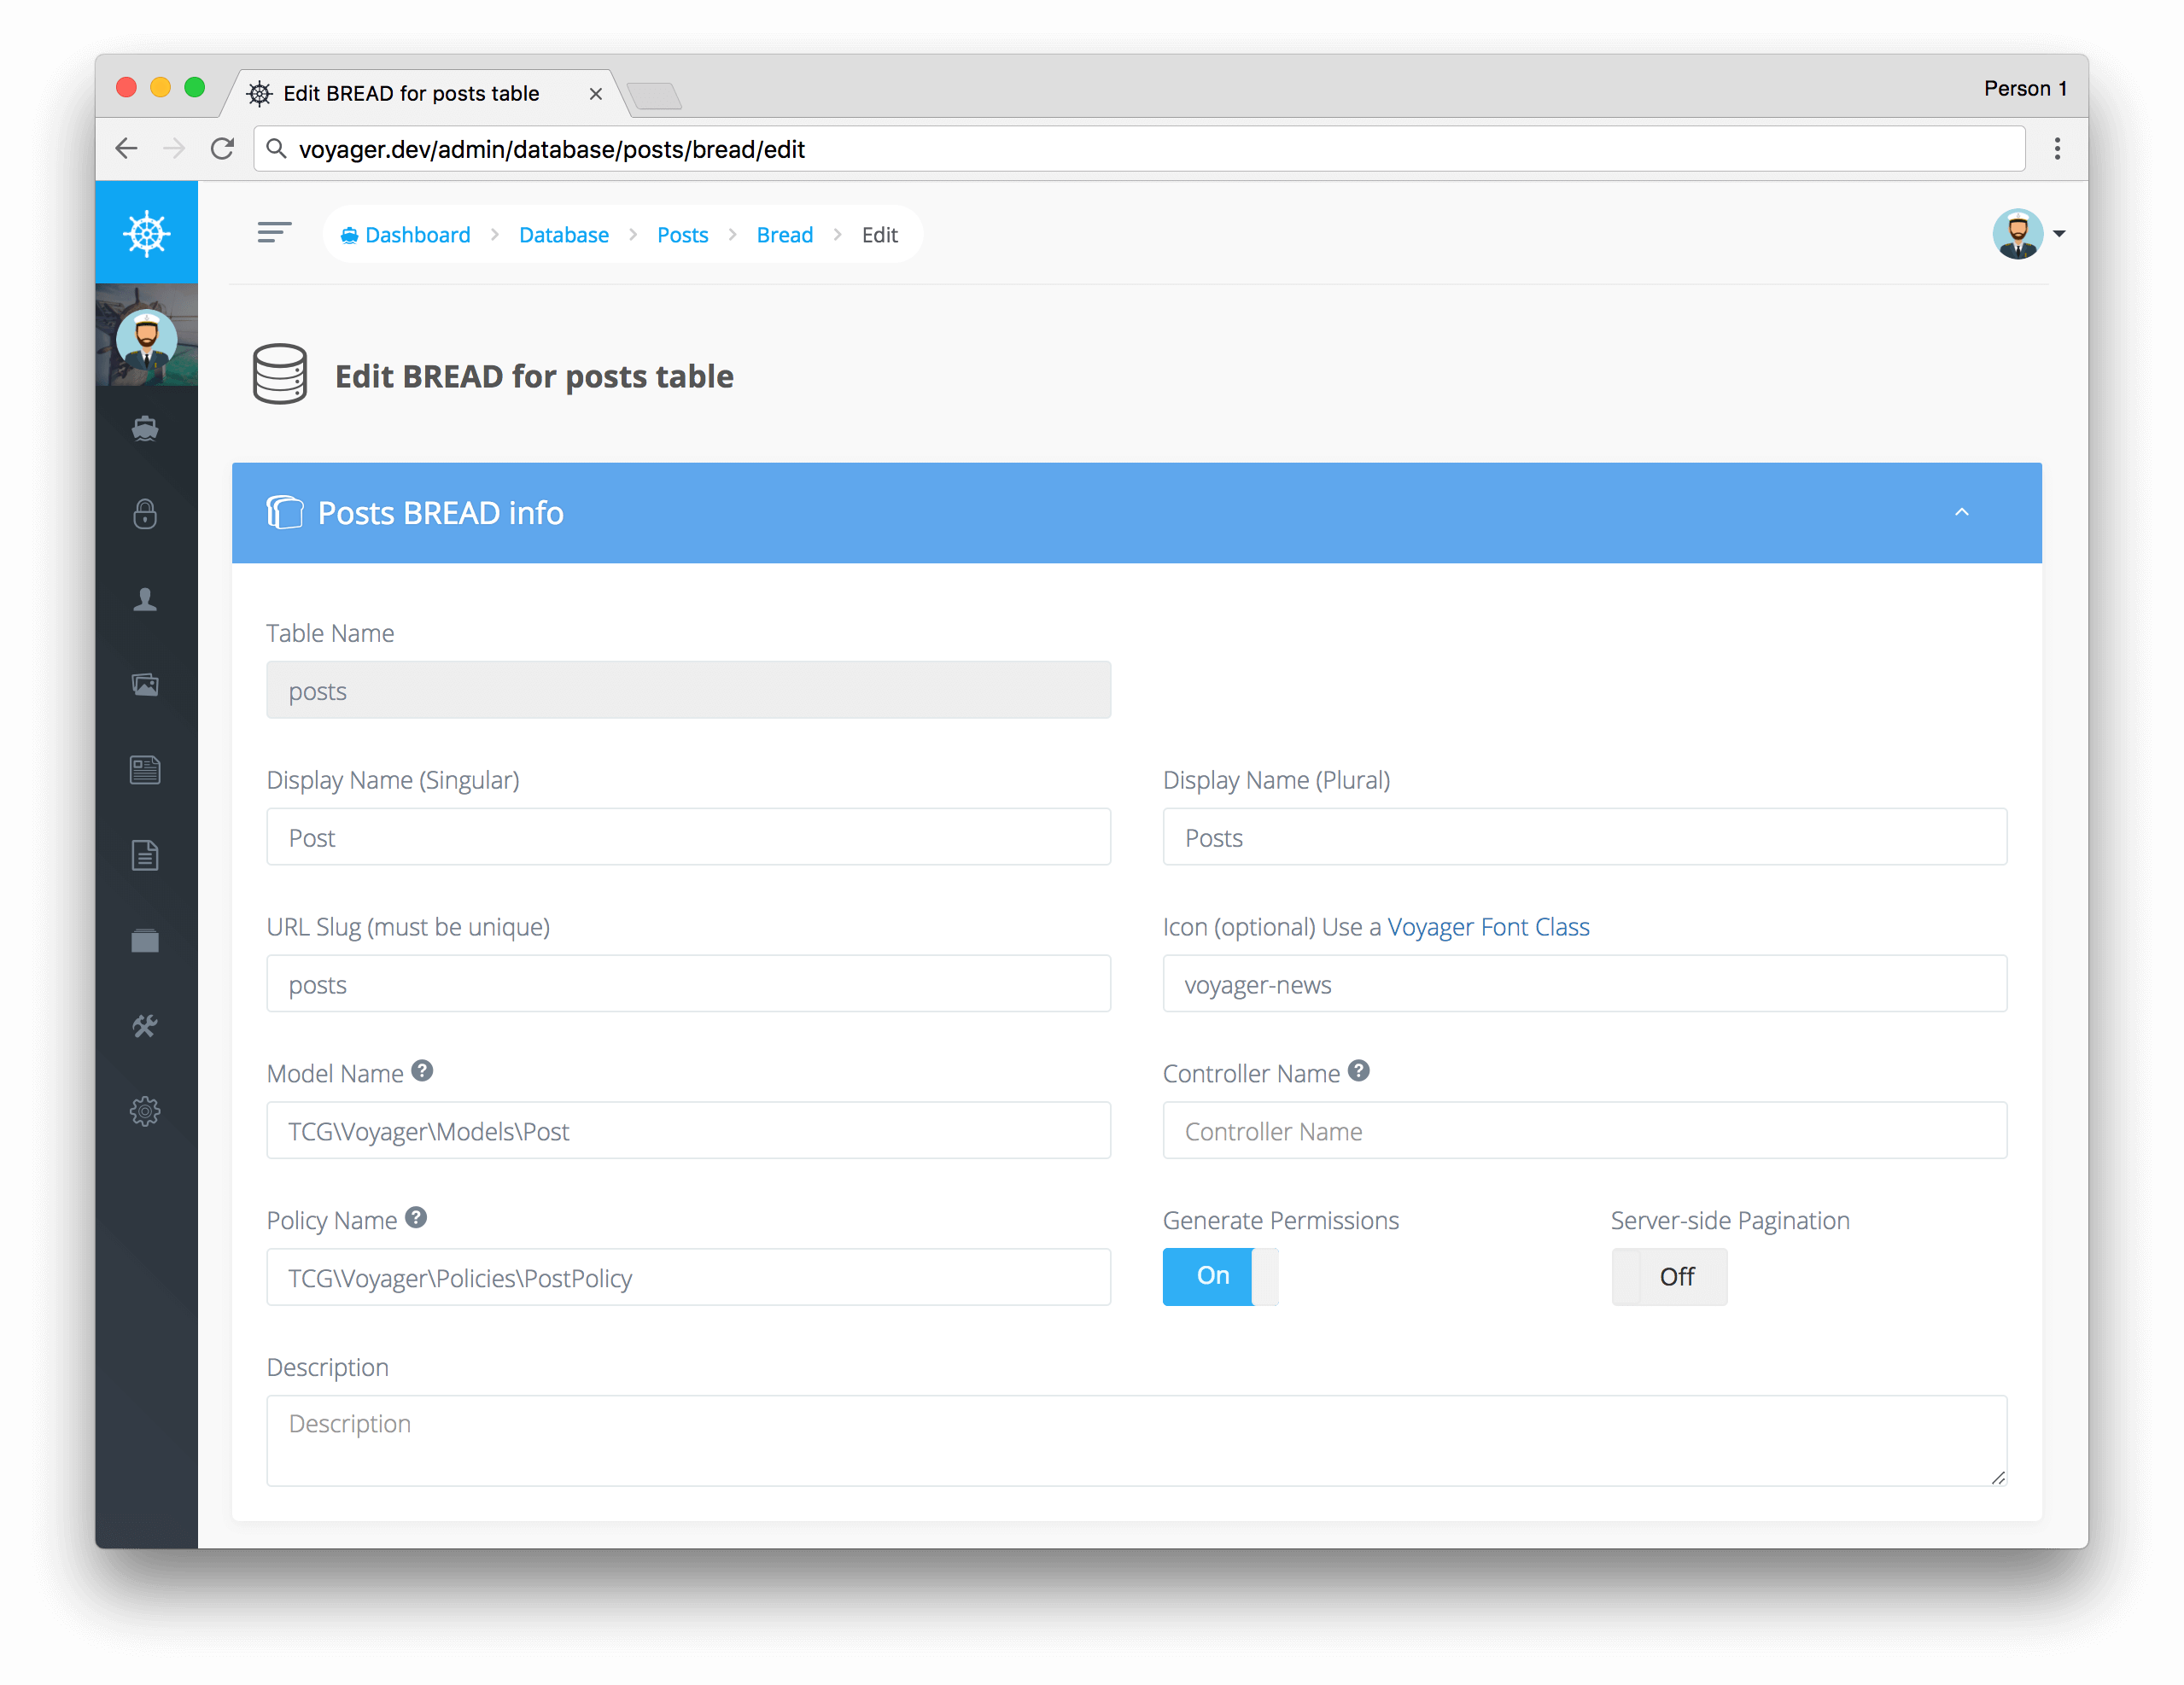 Edit BREAD for posts table
Person 1
voyager.dev/admin/database/posts/bread/edit
Dashboard > Database > Posts > Bread > Edit
Edit BREAD for posts table
Posts BREAD info
Table Name
posts
Display Name (Singular)
Display Name (Plural)
Post
Posts
URL Slug (must be unique)
Icon (optional) Use a Voyager Font Class
posts
voyager-news
Model Name ?
Controller Name ?
TCG\Voyager\Models\Post
Controller Name
Policy Name ?
Generate Permissions
Server-side Pagination
TCG\Voyager\Policies\PostPolicy
On
Off
Description
Description